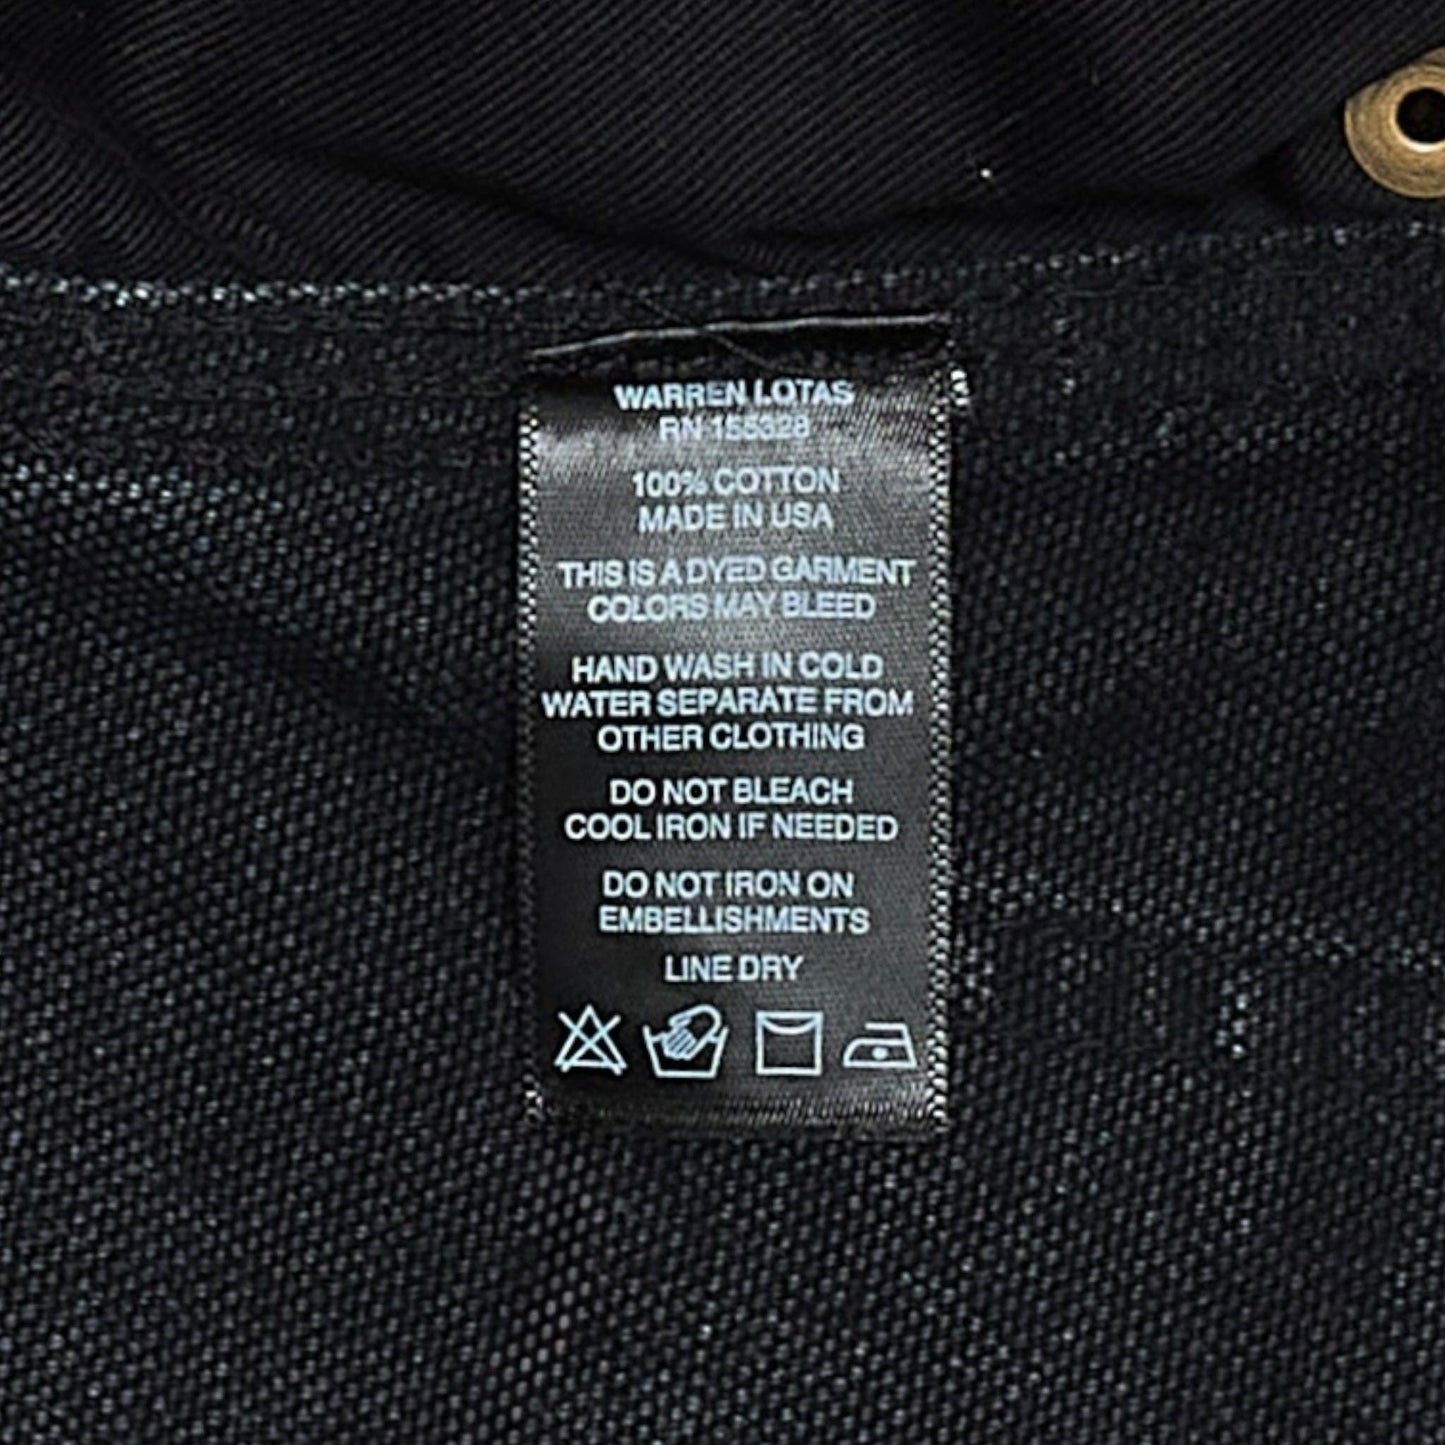 WARREN LOTAS
RN 155328
100% COTTON
MADE IN USA
THIS IS A DYED GARMENT
COLORS MAY BLEED
HAND WASH IN COLD
WATER SEPARATE FROM
OTHER CLOTHING
DO NOT BLEACH
COOL IRON IF NEEDED
DO NOT IRON ON
EMBELLISHMENTS
LINE DRY